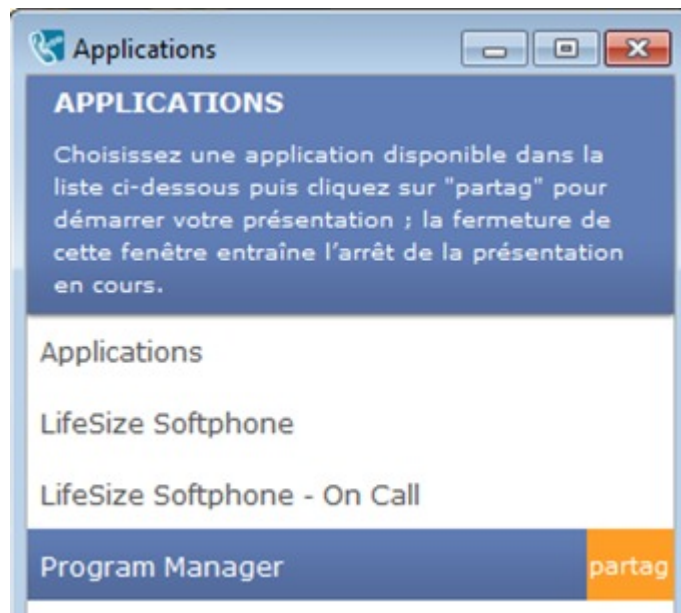 Applications
APPLICATIONS
Choisissez une application disponible dans la
liste ci-dessous puis cliquez sur "partag" pour
démarrer votre présentation ; la fermeture de
cette fenêtre entraîne l’arrêt de la présentation
en cours.
Applications
LifeSize Softphone
LifeSize Softphone - On Call
Program Manager partag